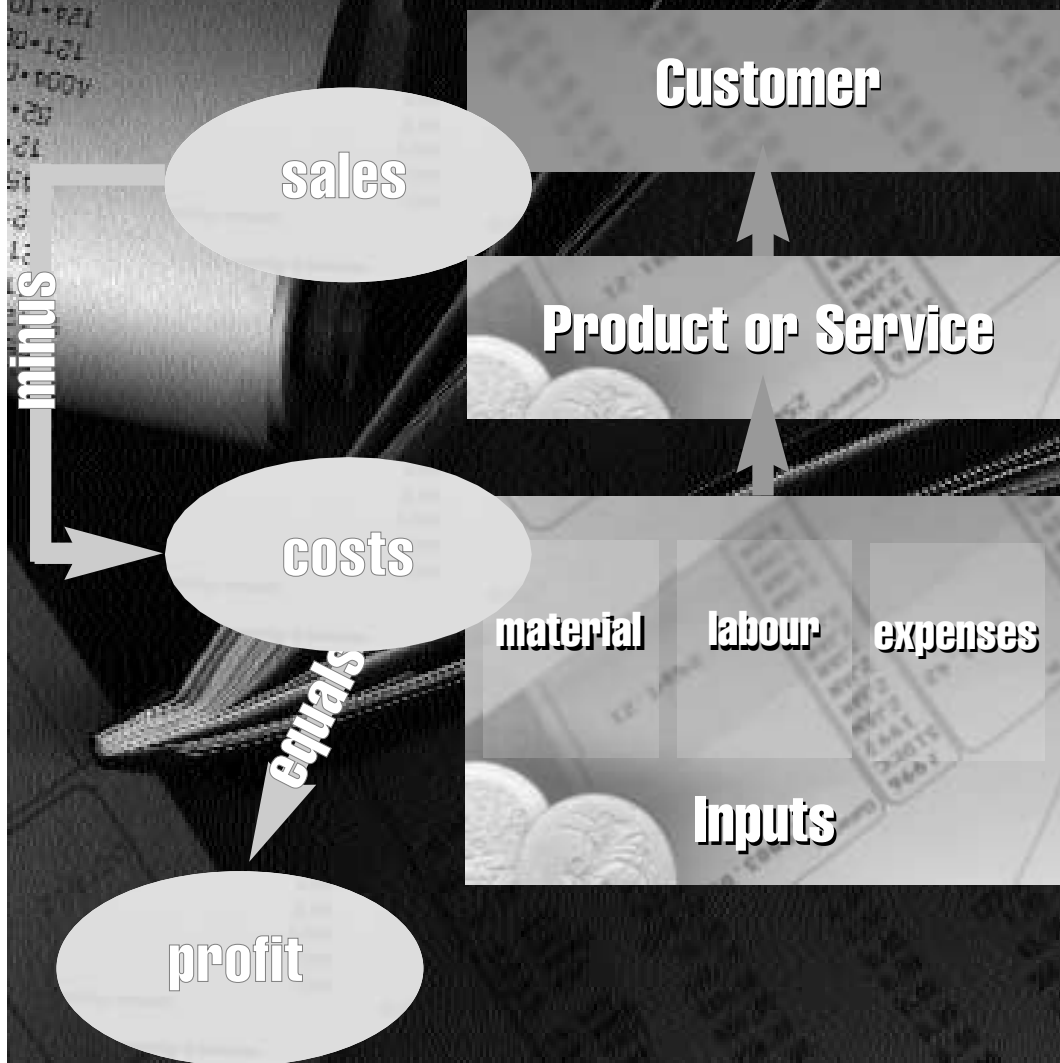 Customer
sales
Product or Service
minus
costs
material
labour
expenses
equals
Inputs
profit